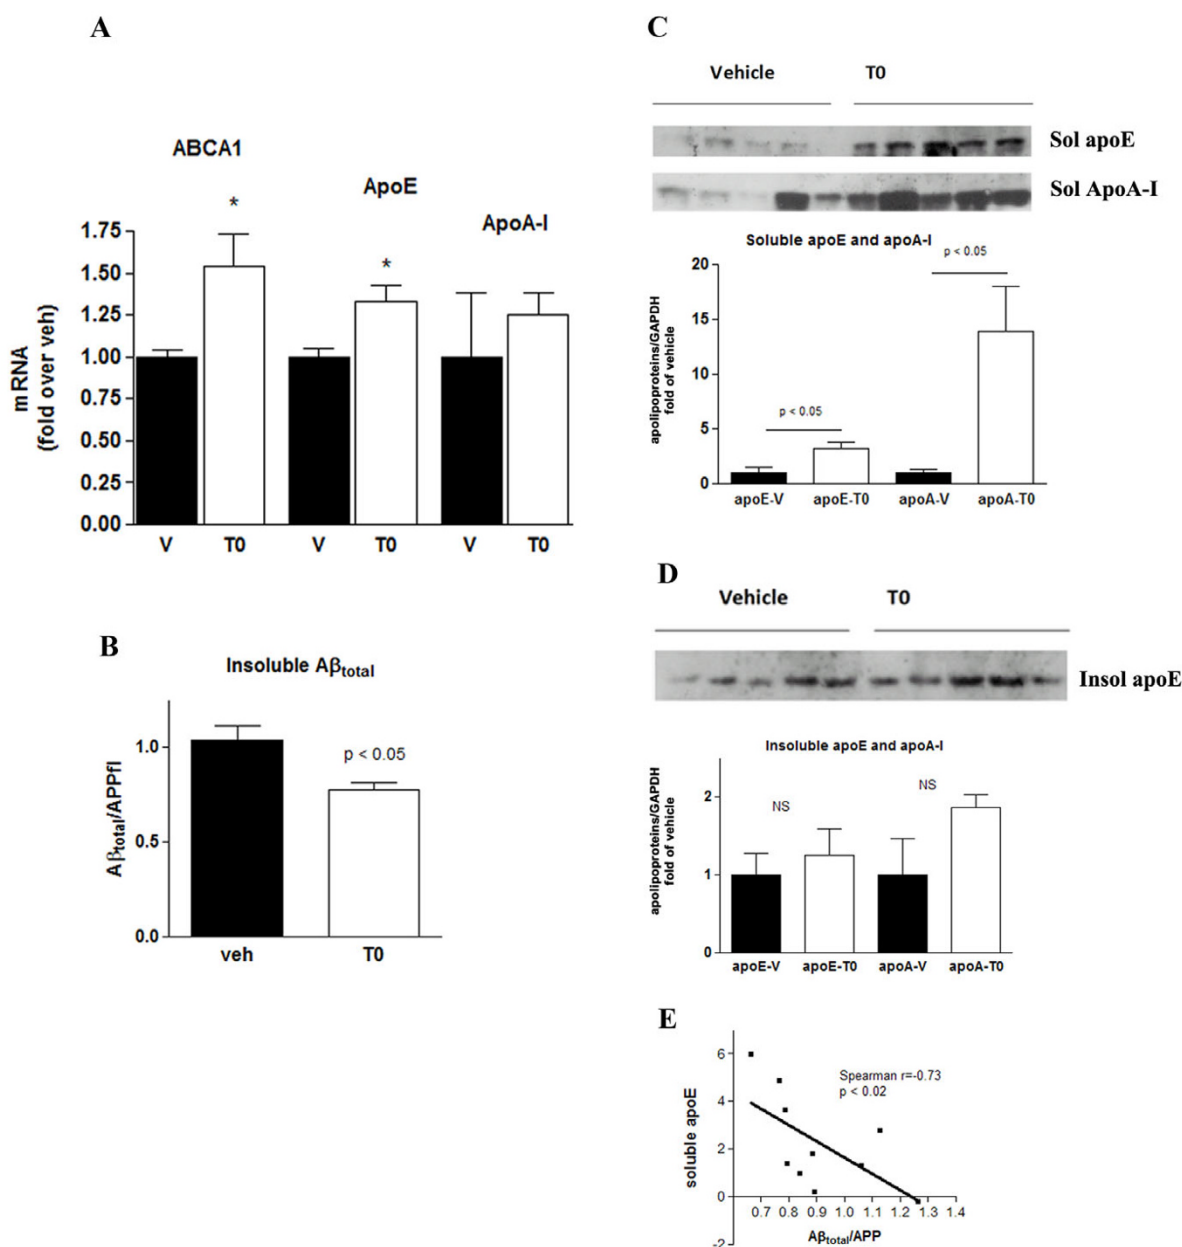 A
ABCA1
ApoE
ApoA-I
*
*
mRNA
(fold over veh)
1.75
1.50
1.25
1.00
0.75
0.50
0.25
0.00
V T0 V T0 V T0
B
Insoluble Aβtotal
p < 0.05
Aβtotal/APPfl
1.0
0.5
0.0
veh T0
C
Vehicle T0
Sol apoE
Sol ApoA-I
Soluble apoE and apoA-I
p < 0.05
p < 0.05
apolipoproteins/GAPDH
fold of vehicle
20
15
10
5
0
apoE-V apoE-T0 apoA-V apoA-T0
D
Vehicle T0
Insol apoE
Insoluble apoE and apoA-I
NS
NS
apolipoproteins/GAPDH
fold of vehicle
2
1
0
apoE-V apoE-T0 apoA-V apoA-T0
E
Spearman r=-0.73
p < 0.02
soluble apoE
6
4
2
0
-2
0.7 0.8 0.9 1.0 1.1 1.2 1.3 1.4
Aβtotal/APP